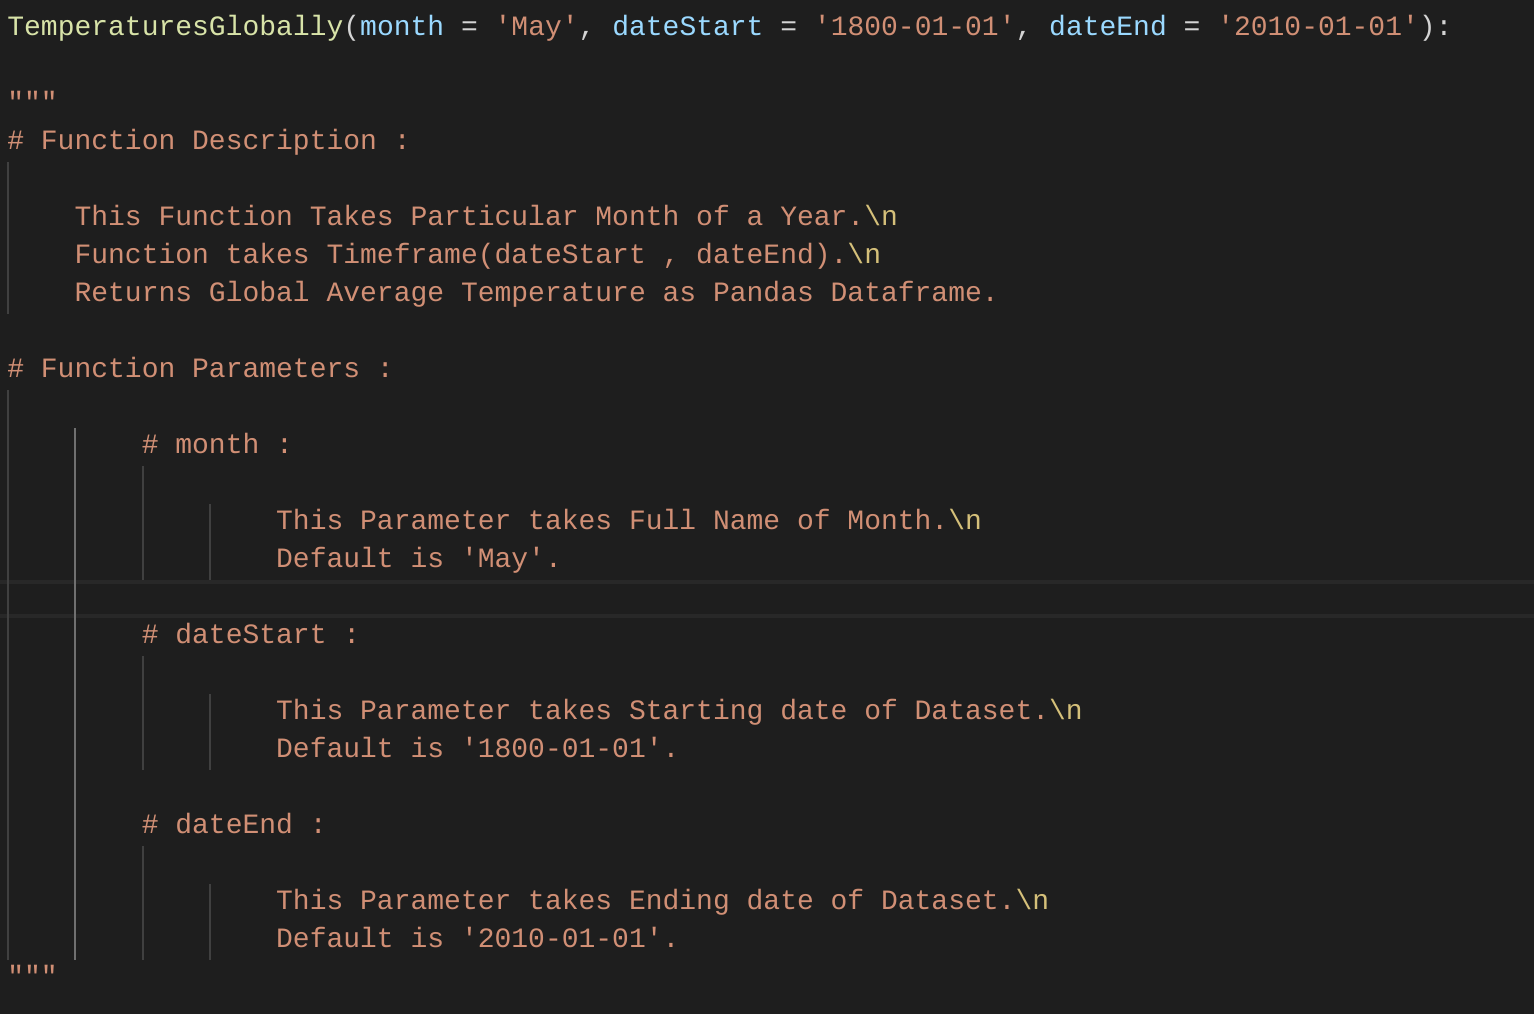 TemperaturesGlobally(month = 'May', dateStart = '1800-01-01', dateEnd = '2010-01-01'):
"""
# Function Description :
This Function Takes Particular Month of a Year.\n
Function takes Timeframe(dateStart , dateEnd).\n
Returns Global Average Temperature as Pandas Dataframe.
# Function Parameters :
# month :
This Parameter takes Full Name of Month.\n
Default is 'May'.
# dateStart :
This Parameter takes Starting date of Dataset.\n
Default is '1800-01-01'.
# dateEnd :
This Parameter takes Ending date of Dataset.\n
Default is '2010-01-01'.
"""